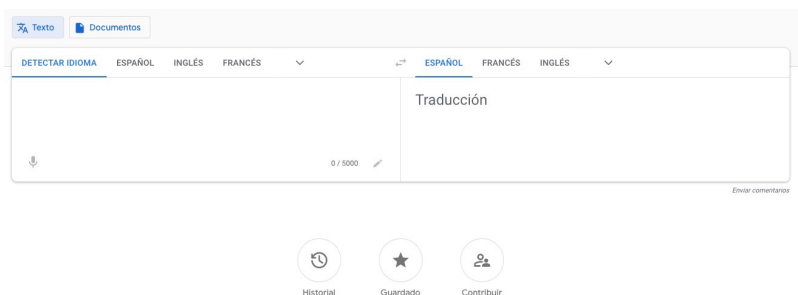 Texto Documentos
DETECTAR IDIOMA ESPAÑOL INGLÉS FRANCÉS ESPAÑOL FRANCÉS INGLÉS
Traducción
0 / 5000
Enviar comentarios
Historial Guardado Contribuir